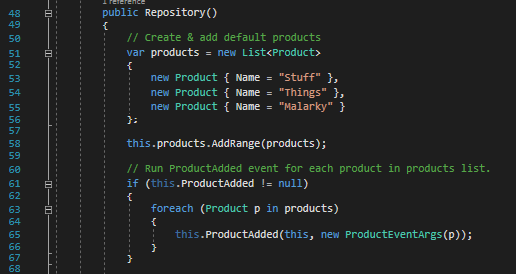 1 reference
48 public Repository()
49 {
50 // Create & add default products
51 var products = new List<Product>
52 {
53 new Product { Name = "Stuff" },
54 new Product { Name = "Things" },
55 new Product { Name = "Malarky" }
56 };
57
58 this.products.AddRange(products);
59
60 // Run ProductAdded event for each product in products list.
61 if (this.ProductAdded != null)
62 {
63 foreach (Product p in products)
64 {
65 this.ProductAdded(this, new ProductEventArgs(p));
66 }
67 }
68